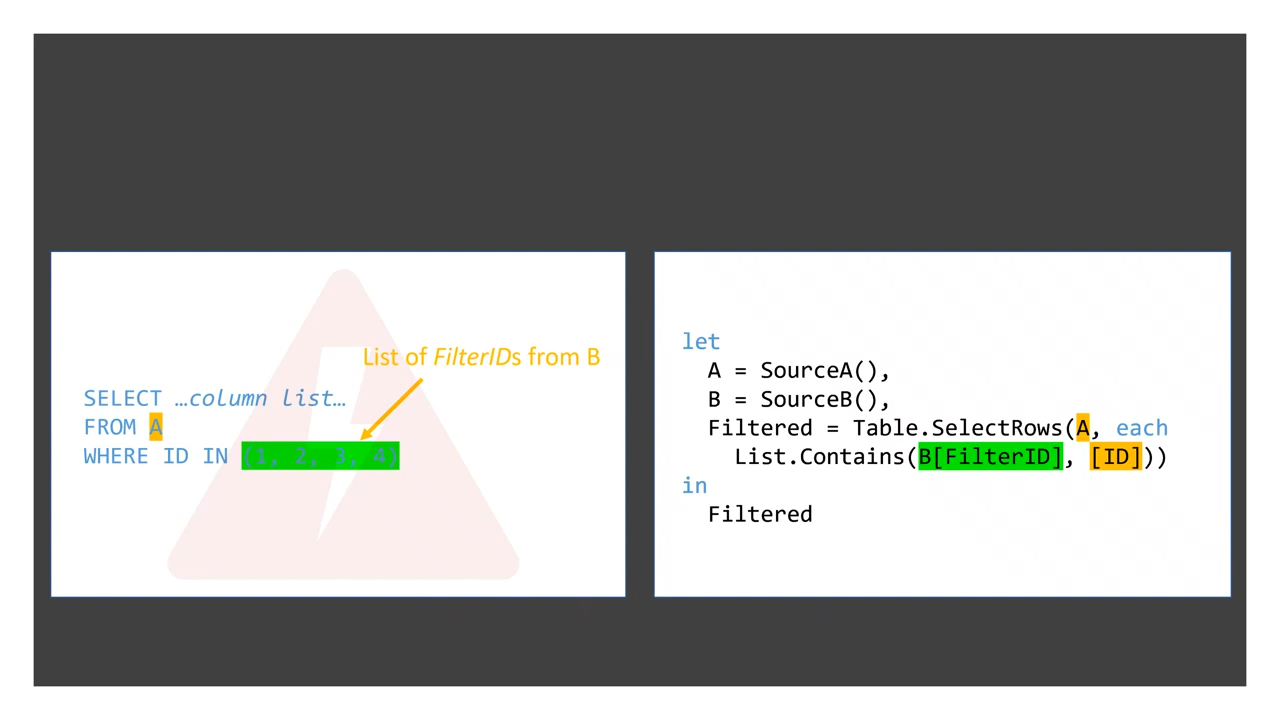 List of FilterIDs from B
SELECT …column list…
FROM A
WHERE ID IN (1, 2, 3, 4)
let
A = SourceA(),
B = SourceB(),
Filtered = Table.SelectRows(A, each
List.Contains(B[FilterID], [ID]))
in
Filtered